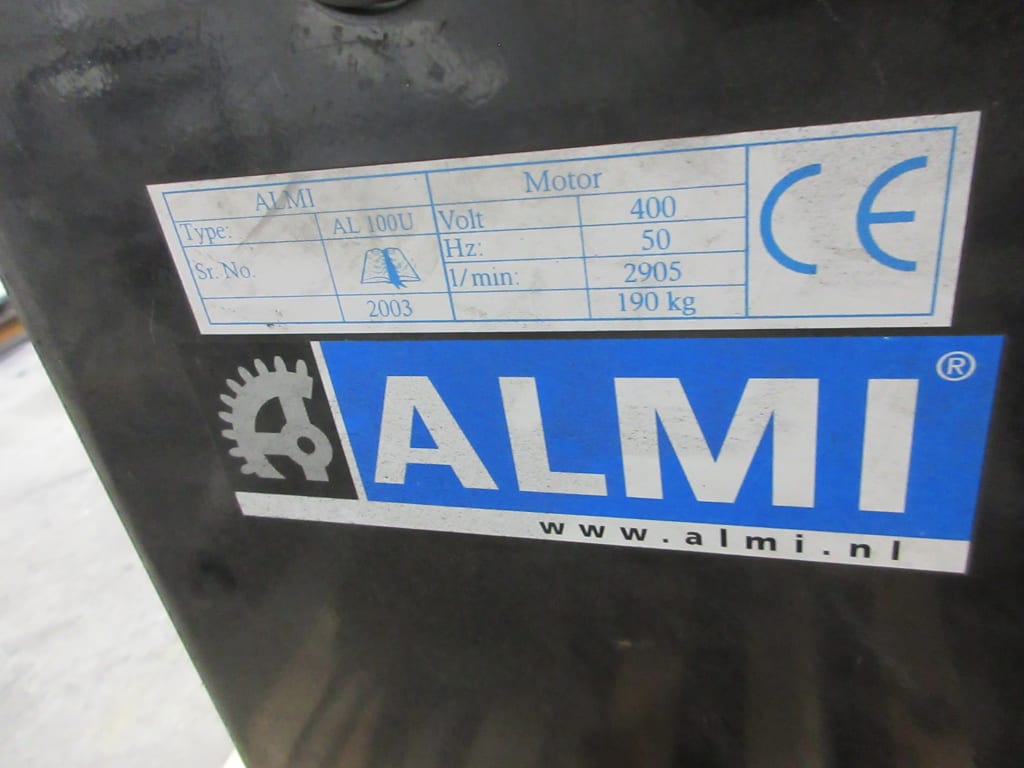 ALMI Motor
Type: AL 100U Volt 400
Sr. No. Hz: 50
l/min: 2905
2003 190 kg
CE
ALMI®
www.almi.nl